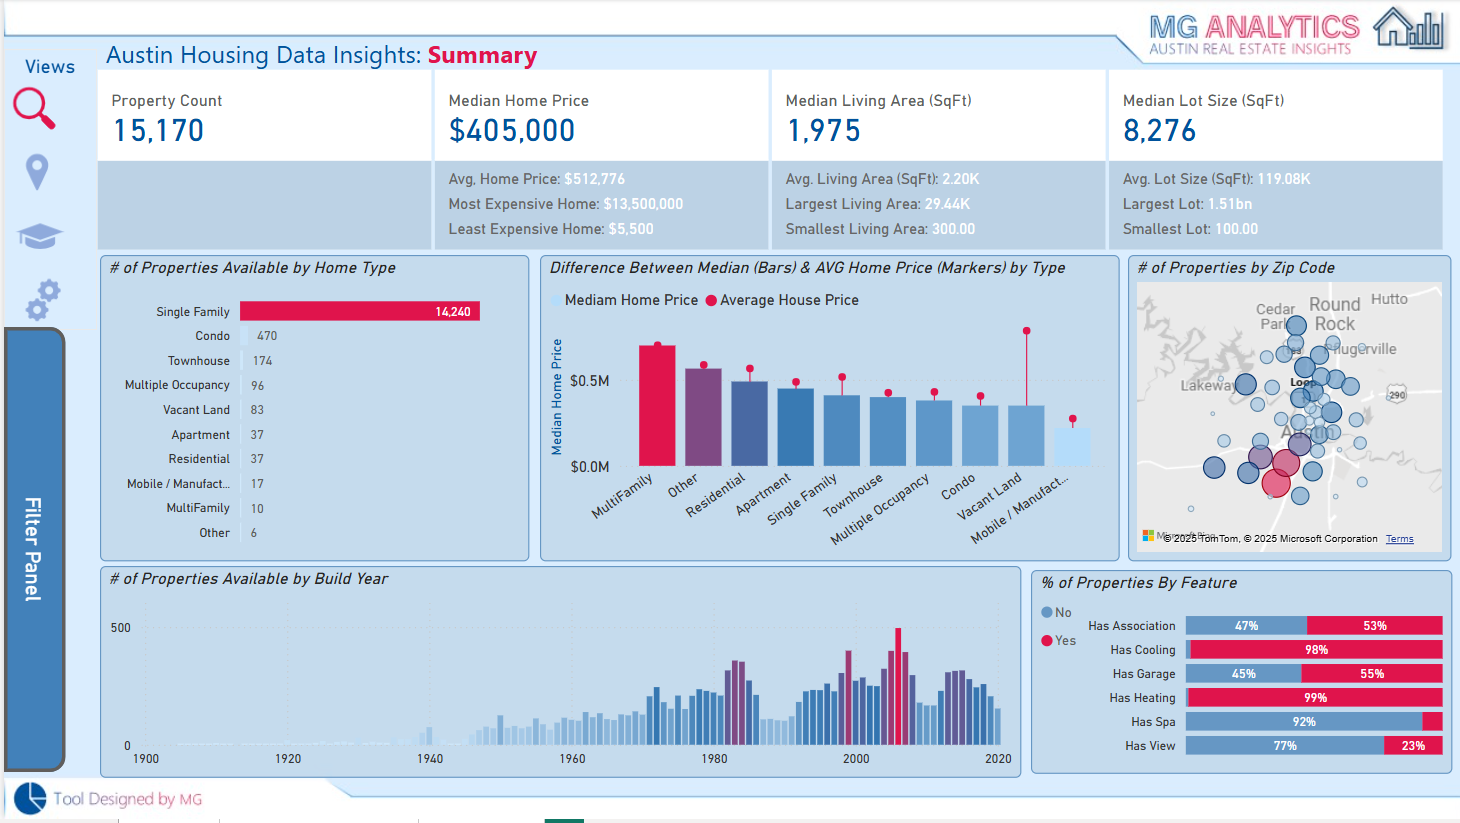 MG ANALYTICS
AUSTIN REAL ESTATE INSIGHTS
Views
Austin Housing Data Insights: Summary
Property Count
15,170
Median Home Price
$405,000
Avg, Home Price: $512,776
Most Expensive Home: $13,500,000
Least Expensive Home: $5,500
Median Living Area (SqFt)
1,975
Avg. Living Area (SqFt): 2.20K
Largest Living Area: 29.44K
Smallest Living Area: 300.00
Median Lot Size (SqFt)
8,276
Avg. Lot Size (SqFt): 119.08K
Largest Lot: 1.51bn
Smallest Lot: 100.00
Filter Panel
# of Properties Available by Home Type
Single Family 14,240
Condo 470
Townhouse 174
Multiple Occupancy 96
Vacant Land 83
Apartment 37
Residential 37
Mobile / Manufact... 17
MultiFamily 10
Other 6
Difference Between Median (Bars) & AVG Home Price (Markers) by Type
Mediam Home Price Average House Price
Median Home Price
$0.5M
$0.0M
MultiFamily
Other
Residential
Apartment
Single Family
Townhouse
Multiple Occupancy
Condo
Vacant Land
Mobile / Manufact...
# of Properties by Zip Code
Cedar
Park
Round
Rock
Hutto
Pflugerville
Lakeway
Loop
290
Austin
© 2025 TomTom, © 2025 Microsoft Corporation Terms
# of Properties Available by Build Year
500
0
1900 1920 1940 1960 1980 2000 2020
% of Properties By Feature
No
Yes
Has Association 47% 53%
Has Cooling 98%
Has Garage 45% 55%
Has Heating 99%
Has Spa 92%
Has View 77% 23%
Tool Designed by MG